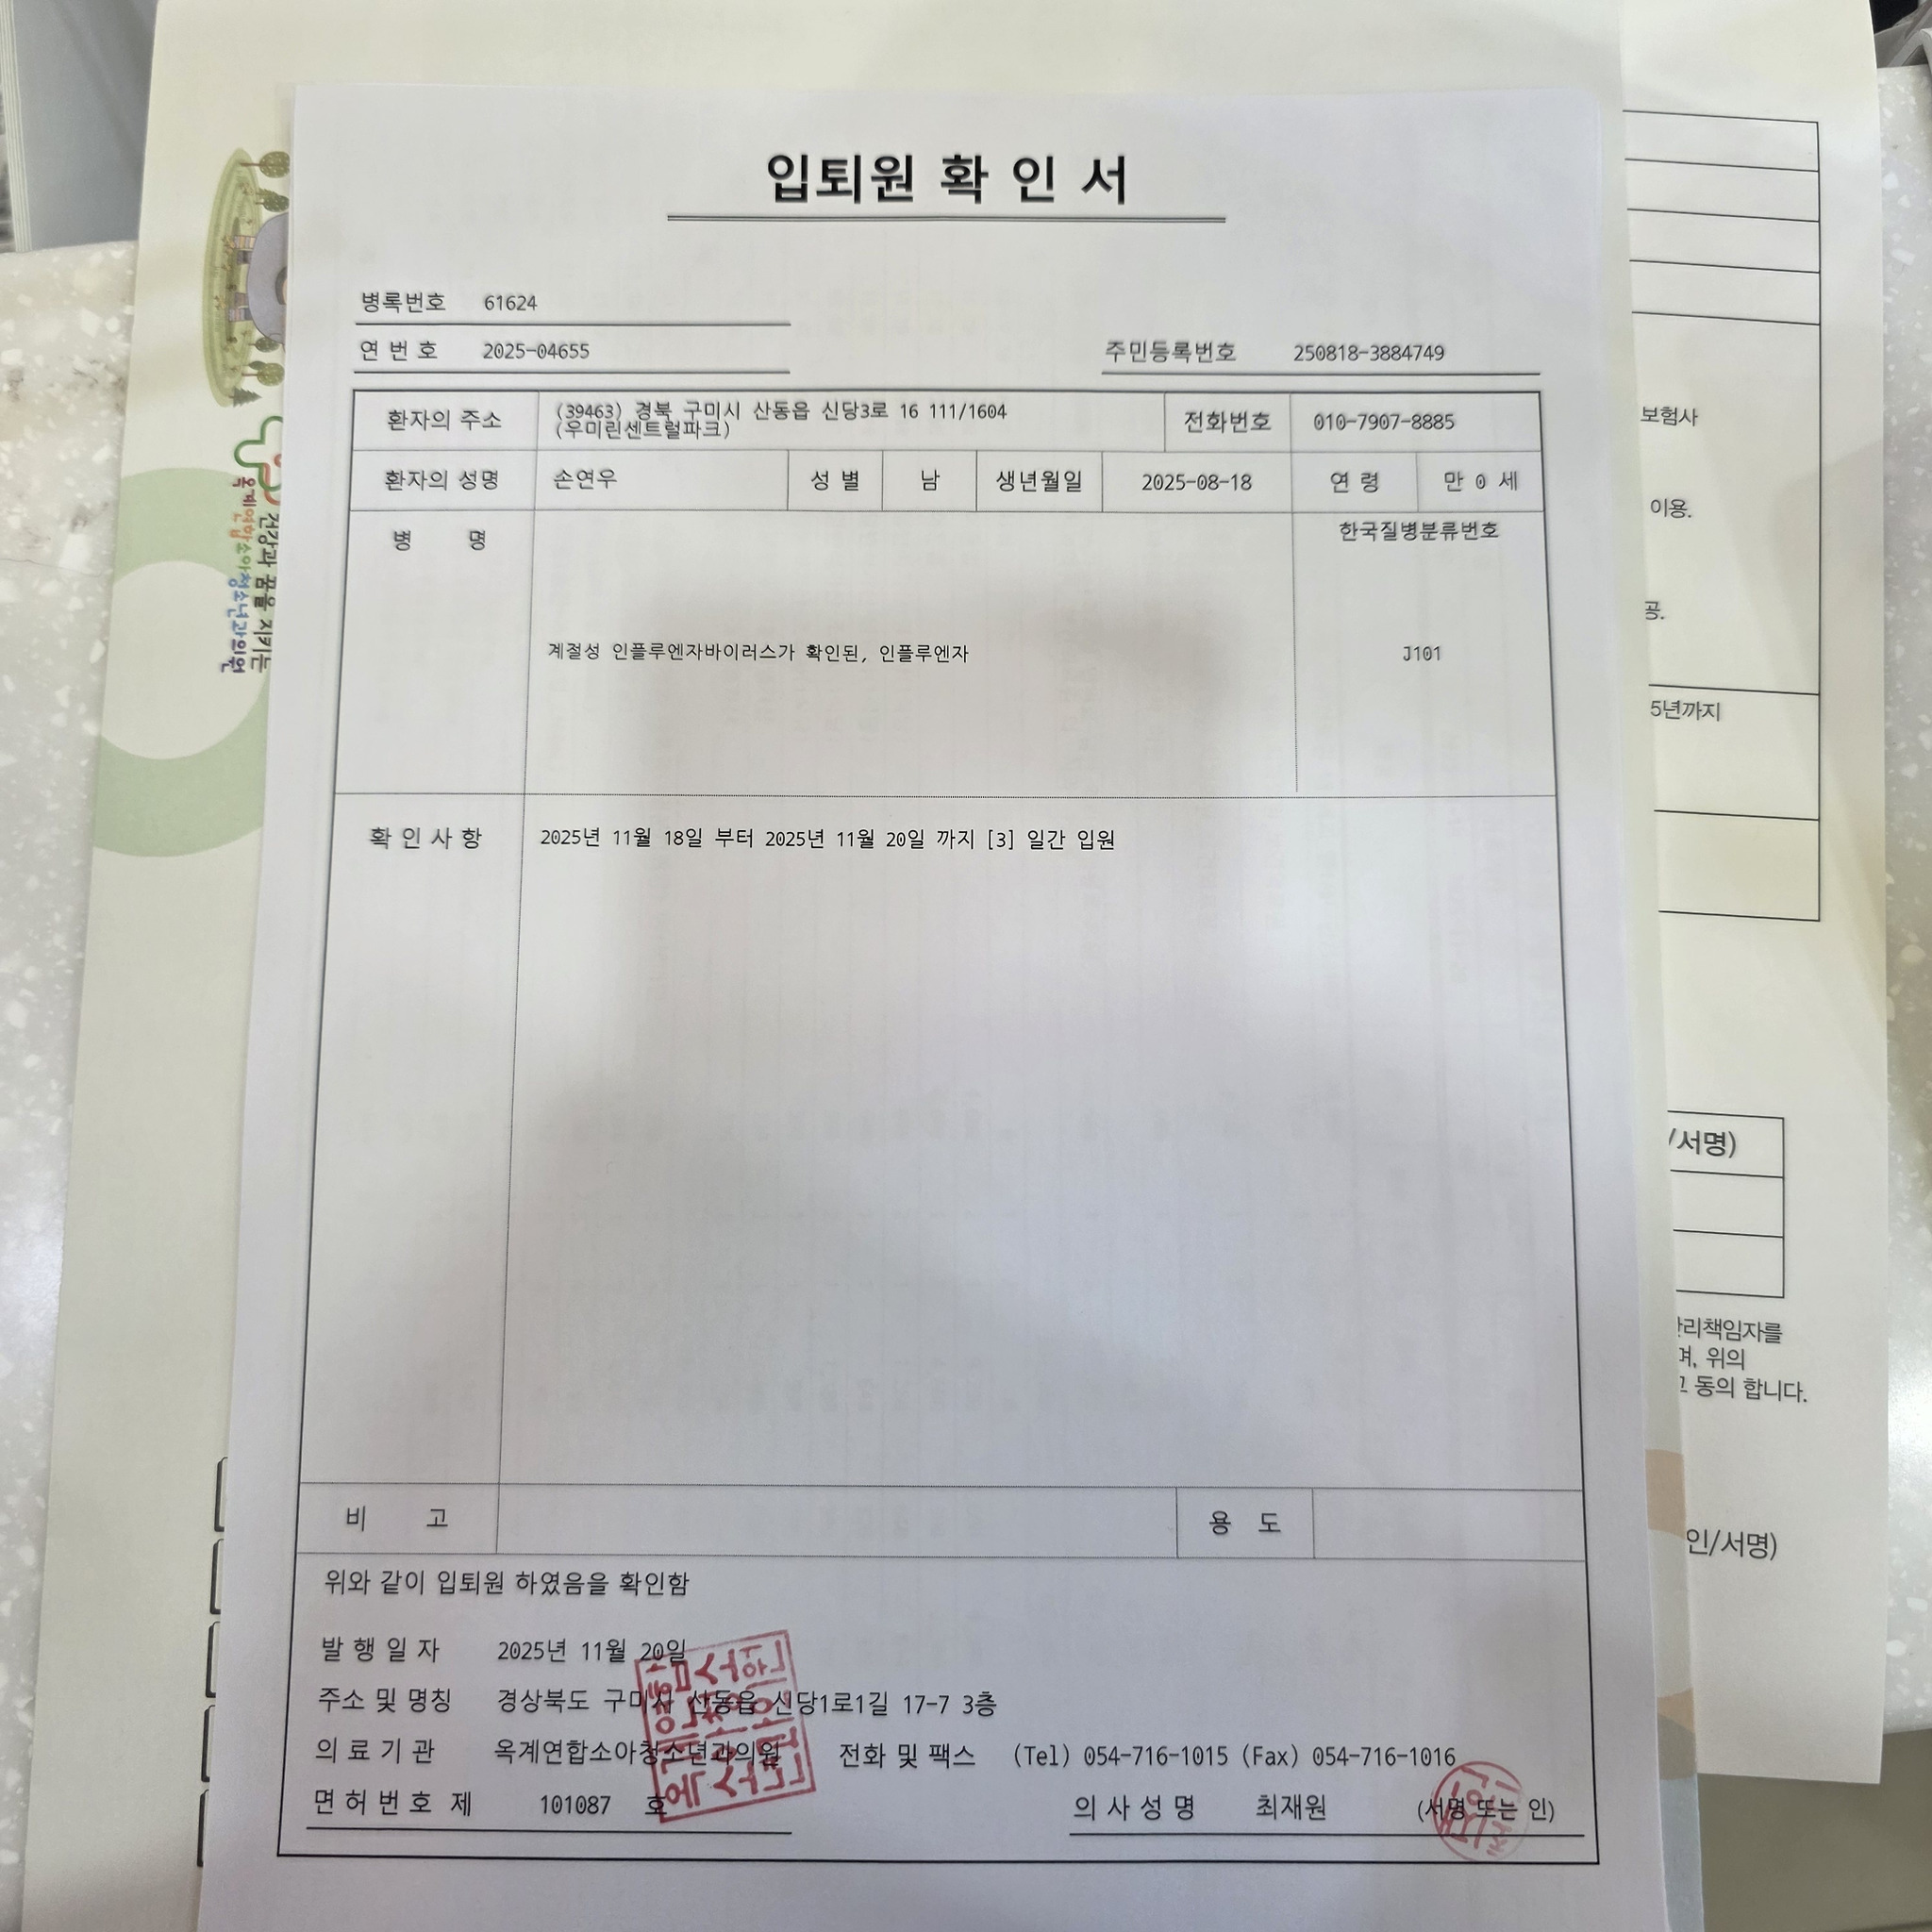 입퇴원 확 인 서
병록번호 61624
연 번 호 2025-04655
주민등록번호 250818-3884749
환자의 주소 (39463) 경북 구미시 산동읍 신당3로 16 111/1604
(우미린센트럴파크)
전화번호 010-7907-8885
환자의 성명 손연우 성 별 남 생년월일 2025-08-18 연 령 만 0 세
병 명 한국질병분류번호
계절성 인플루엔자바이러스가 확인된, 인플루엔자 J101
확 인 사 항 2025년 11월 18일 부터 2025년 11월 20일 까지 [3] 일간 입원
비 고 용 도
위와 같이 입퇴원 하였음을 확인함
발 행 일 자 2025년 11월 20일
주소 및 명칭 경상북도 구미시 산동읍 신당1로1길 17-7 3층
의 료 기 관 옥계연합소아청소년과의원 전화 및 팩스 (Tel) 054-716-1015 (Fax) 054-716-1016
면 허 번 호 제 101087 호 의 사 성 명 최재원 (서명 또는 인)
건강과 꿈을 지키는
옥계연합소아청소년과의원
보험사
이용.
공.
5년까지
/서명)
관리책임자를
며, 위의
고 동의 합니다.
인/서명)